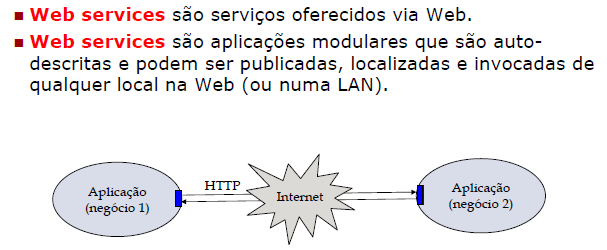 Web services são serviços oferecidos via Web.
Web services são aplicações modulares que são auto-
descritas e podem ser publicadas, localizadas e invocadas de
qualquer local na Web (ou numa LAN).
Aplicação
(negócio 1)
HTTP
Internet
Aplicação
(negócio 2)